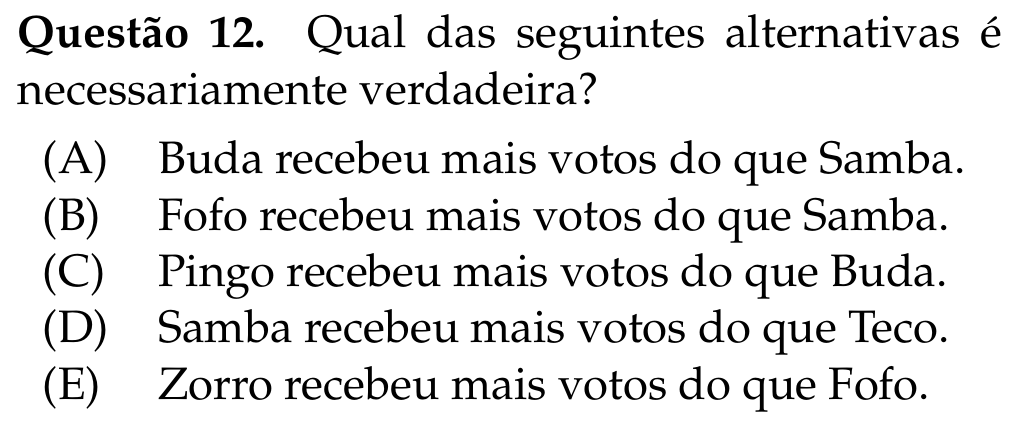 Questão 12. Qual das seguintes alternativas é
necessariamente verdadeira?
(A) Buda recebeu mais votos do que Samba.
(B) Fofo recebeu mais votos do que Samba.
(C) Pingo recebeu mais votos do que Buda.
(D) Samba recebeu mais votos do que Teco.
(E) Zorro recebeu mais votos do que Fofo.